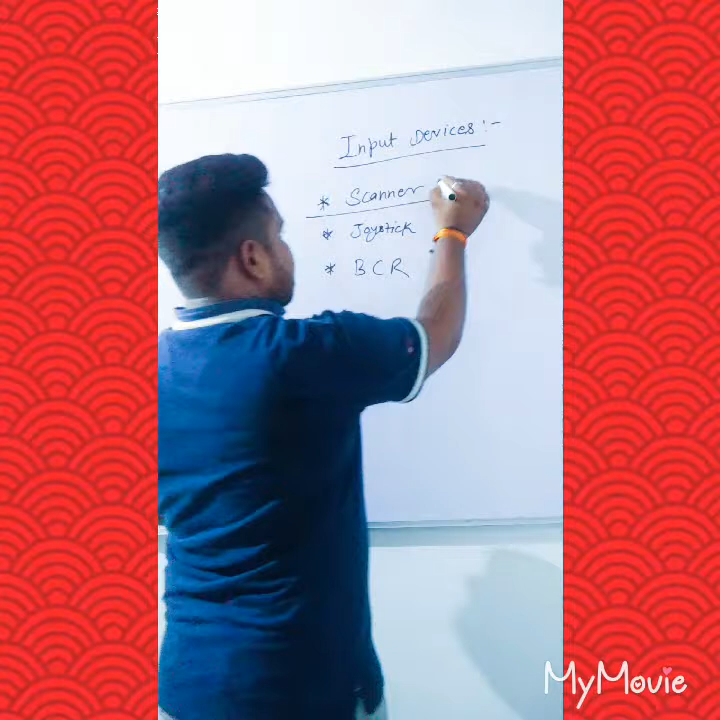 Input Devices:-
* Scanner
* Joystick
* BCR
MyMovie